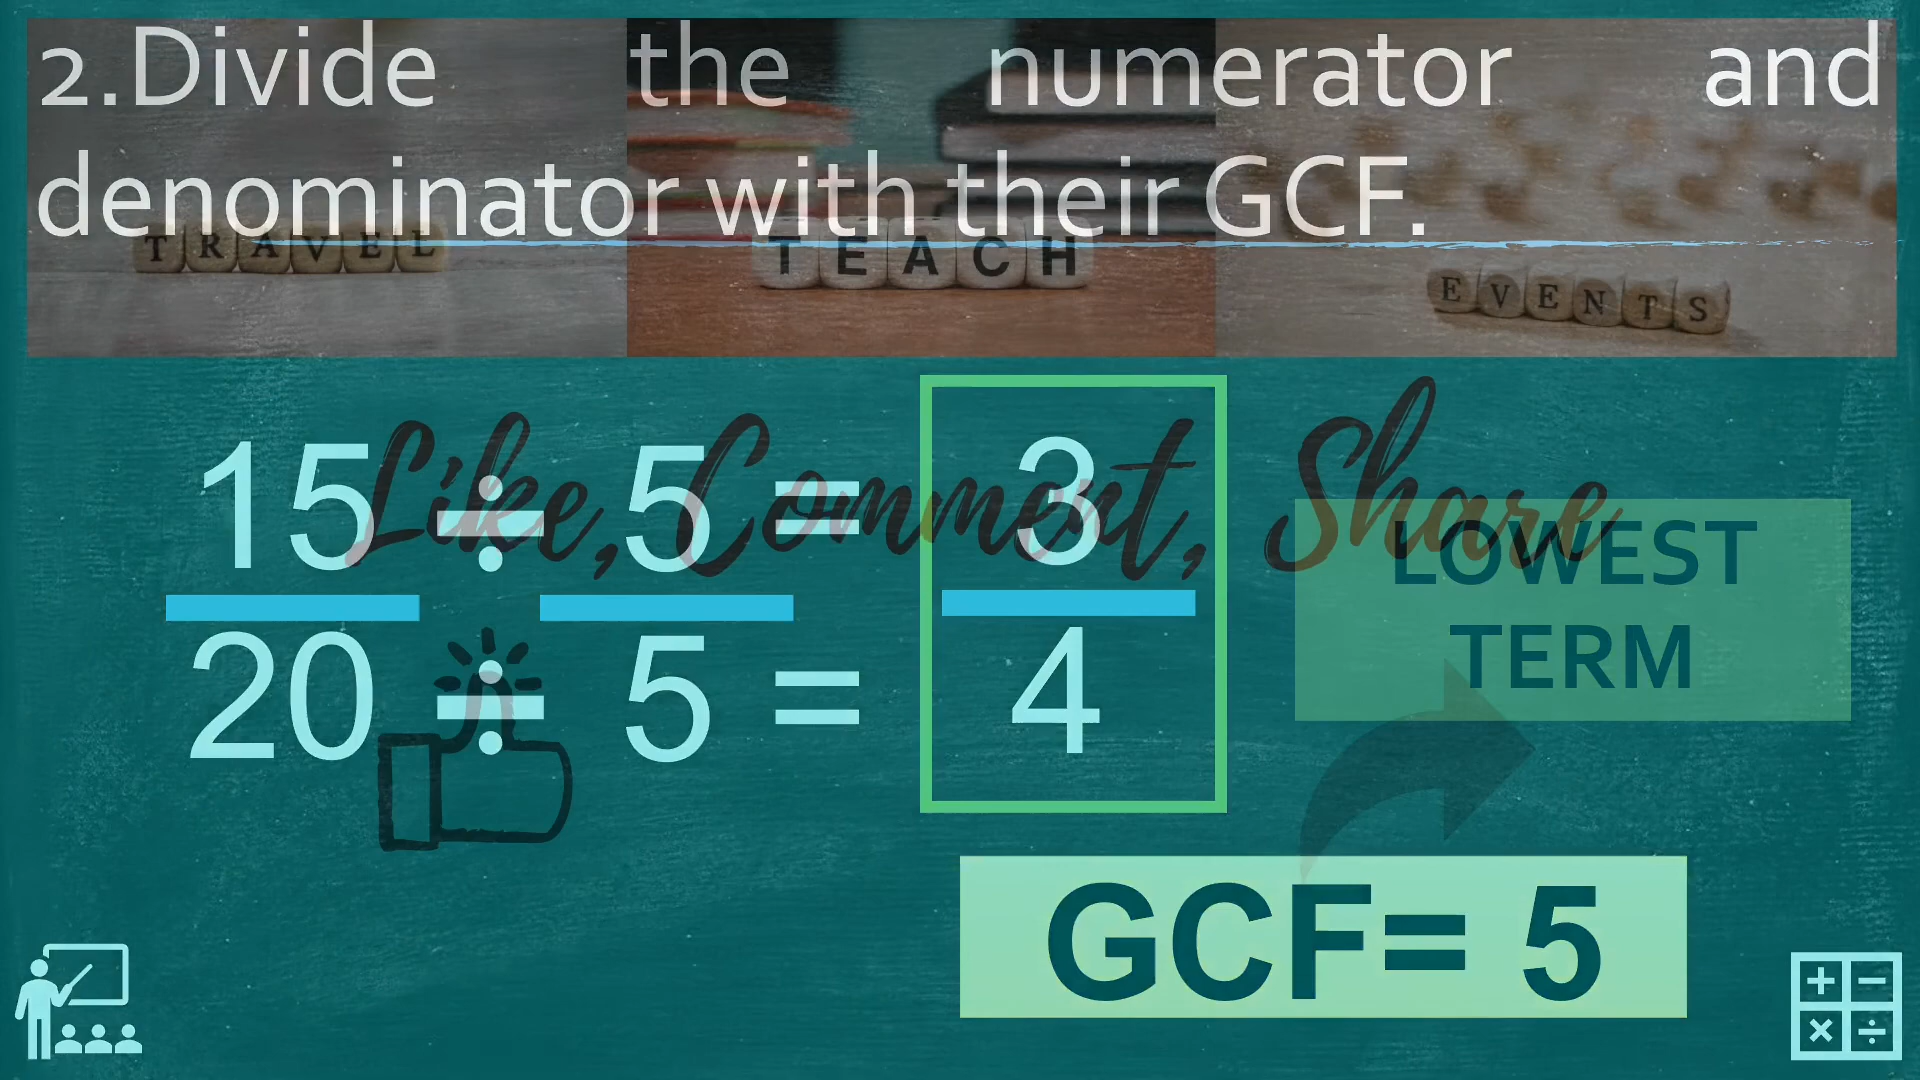 2.Divide the numerator and
denominator with their GCF.
TRAVEL
TEACH
EVENTS
Like, Comment, Share
15 ÷ 5 = 3
20 ÷ 5 = 4
LOWEST
TERM
GCF= 5